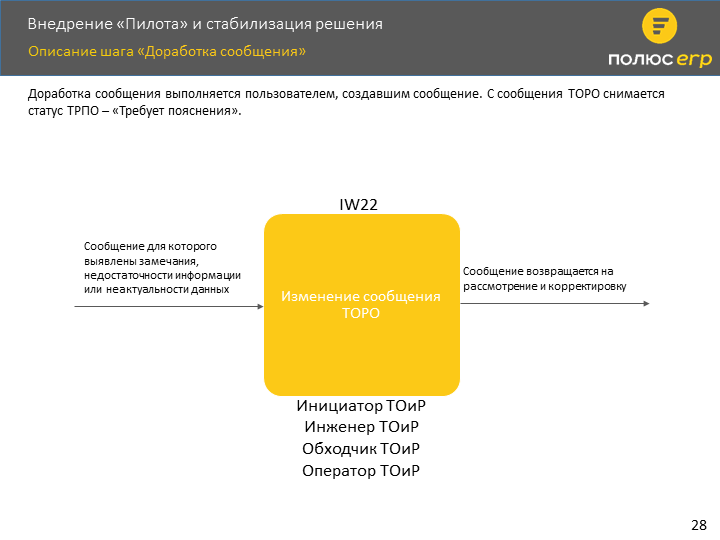 Внедрение «Пилота» и стабилизация решения
Описание шага «Доработка сообщения»
ПОЛЮС егр
Доработка сообщения выполняется пользователем, создавшим сообщение. С сообщения ТОРО снимается
статус ТРПО – «Требует пояснения».
IW22
Сообщение для которого
выявлены замечания,
недостаточности информации
или неактуальности данных
Изменение сообщения
ТОРО
Сообщение возвращается на
рассмотрение и корректировку
Инициатор ТОиР
Инженер ТОиР
Обходчик ТОиР
Оператор ТОиР
28